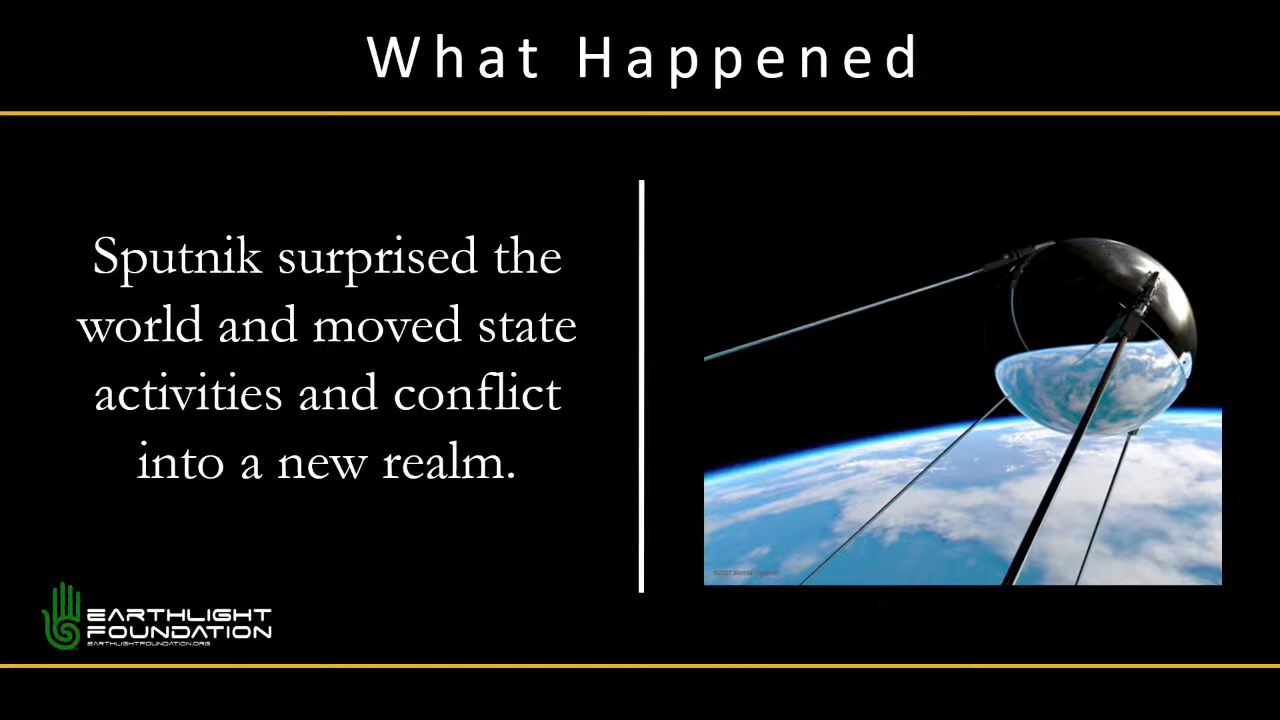 What Happened
Sputnik surprised the
world and moved state
activities and conflict
into a new realm.
EARTHLIGHT
FOUNDATION
EARTHLIGHTFOUNDATION.ORG
©2007